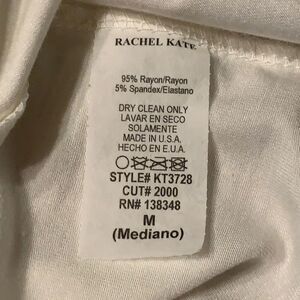 RACHEL KATE
95% Rayon/Rayon
5% Spandex/Elastano
DRY CLEAN ONLY
LAVAR EN SECO
SOLAMENTE
MADE IN U.S.A.
HECHO EN E.U.A.
STYLE# KT3728
CUT# 2000
RN# 138348
M
(Mediano)